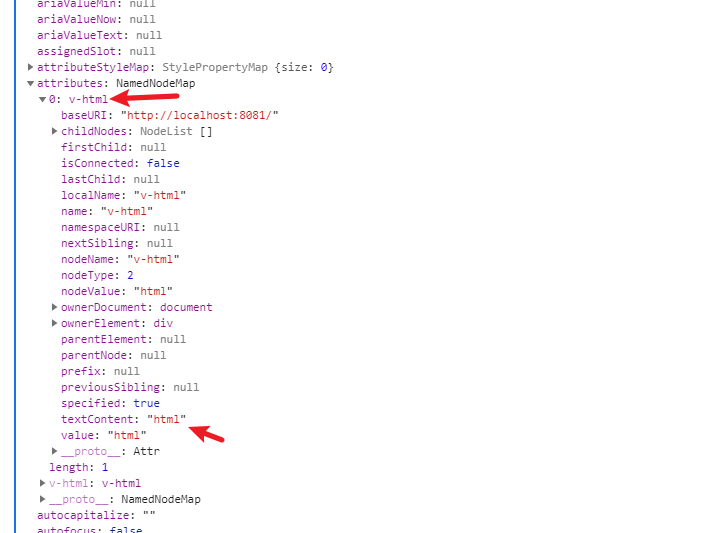 ariaValueMin: null
ariaValueNow: null
ariaValueText: null
assignedSlot: null
attributeStyleMap: StylePropertyMap {size: 0}
attributes: NamedNodeMap
0: v-html
baseURI: "http://localhost:8081/"
childNodes: NodeList []
firstChild: null
isConnected: false
lastChild: null
localName: "v-html"
name: "v-html"
namespaceURI: null
nextSibling: null
nodeName: "v-html"
nodeType: 2
nodeValue: "html"
ownerDocument: document
ownerElement: div
parentElement: null
parentNode: null
prefix: null
previousSibling: null
specified: true
textContent: "html"
value: "html"
__proto__: Attr
length: 1
v-html: v-html
__proto__: NamedNodeMap
autocapitalize: ""
autofocus: false